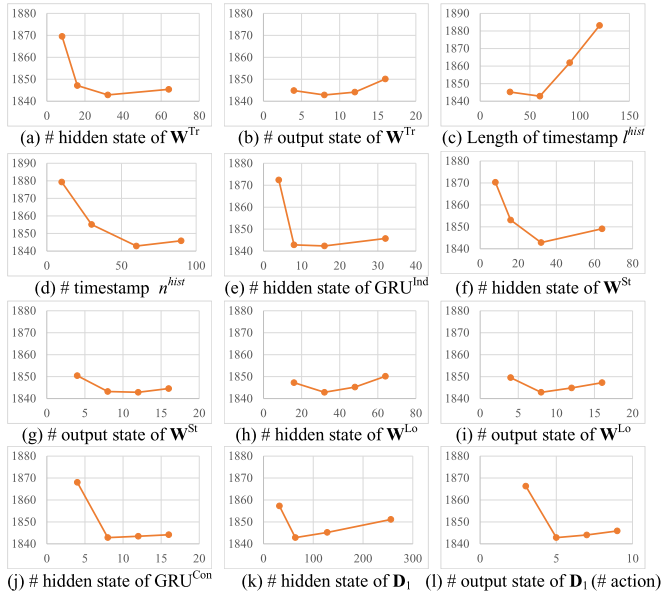 1880
1870
1860
1850
1840
0 20 40 60 80
(a) # hidden state of W^Tr
1880
1870
1860
1850
1840
0 5 10 15 20
(b) # output state of W^Tr
1890
1880
1870
1860
1850
1840
0 50 100 150
(c) Length of timestamp l^hist
1890
1880
1870
1860
1850
1840
0 50 100
(d) # timestamp n^hist
1880
1870
1860
1850
1840
0 10 20 30 40
(e) # hidden state of GRU^Ind
1880
1870
1860
1850
1840
0 20 40 60 80
(f) # hidden state of W^St
1880
1870
1860
1850
1840
0 5 10 15 20
(g) # output state of W^St
1880
1870
1860
1850
1840
0 20 40 60 80
(h) # hidden state of W^Lo
1880
1870
1860
1850
1840
0 5 10 15 20
(i) # output state of W^Lo
1880
1870
1860
1850
1840
0 5 10 15 20
(j) # hidden state of GRU^Con
1880
1870
1860
1850
1840
0 100 200 300
(k) # hidden state of D₁
1880
1870
1860
1850
1840
0 5 10
(l) # output state of D₁ (# action)